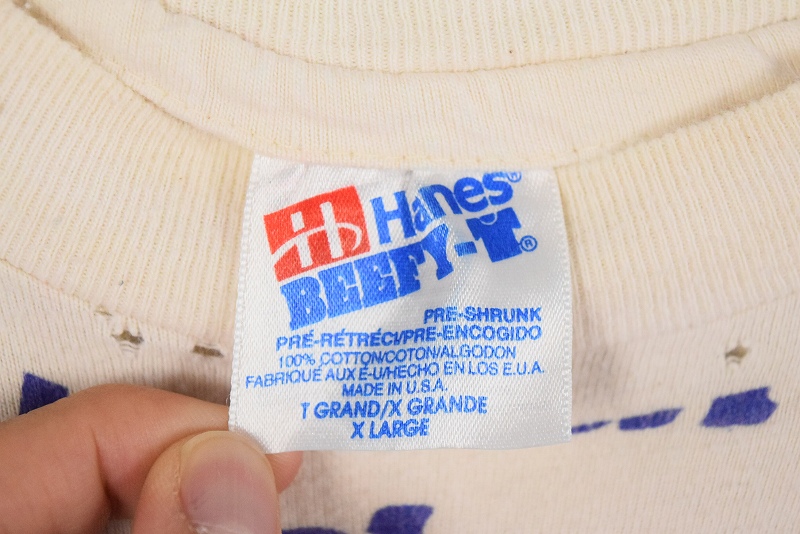 Hanes®
BEEFY-T®
PRE-SHRUNK
PRÉ-RÉTRÉCI/PRE-ENCOGIDO
100% COTTON/COTON/ALGODON
FABRIQUÉ AUX É-U/HECHO EN LOS E.U.A.
MADE IN U.S.A.
T GRAND/X GRANDE
X LARGE